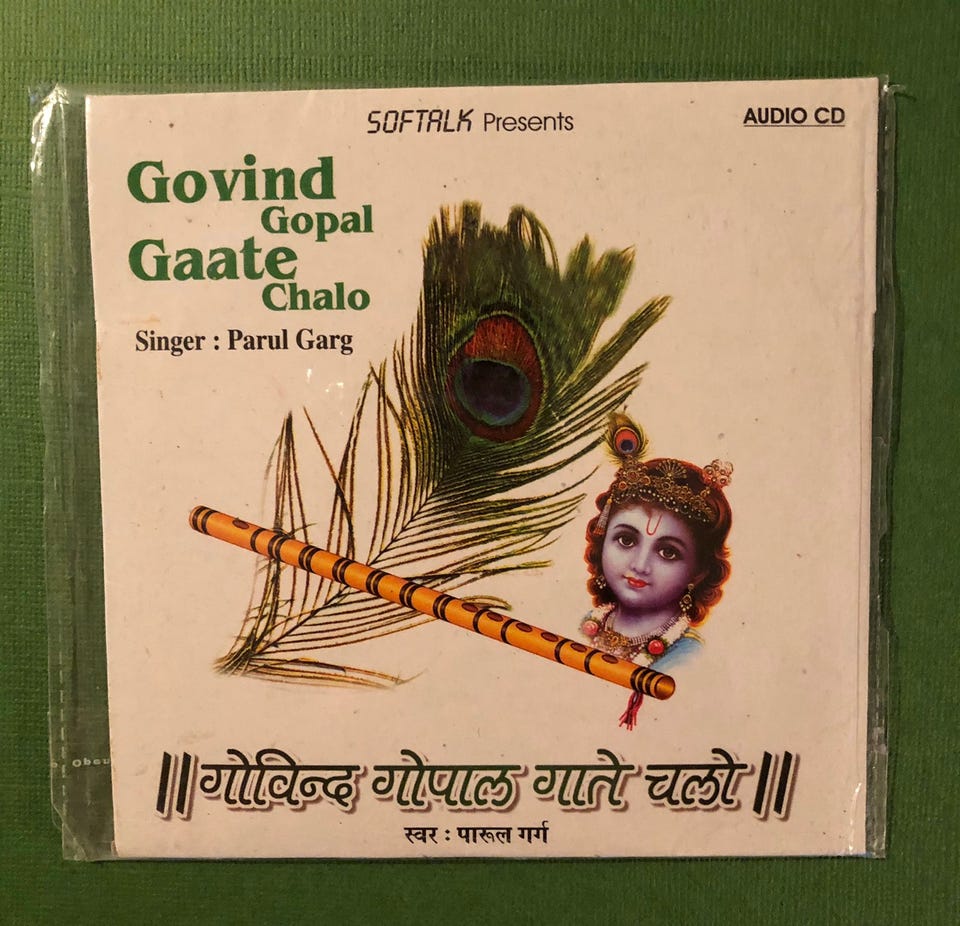 SOFTALK Presents
AUDIO CD
Govind
Gopal
Gaate
Chalo
Singer : Parul Garg
॥गोविन्द गोपाल गाते चलो॥
स्वर : पारूल गर्ग